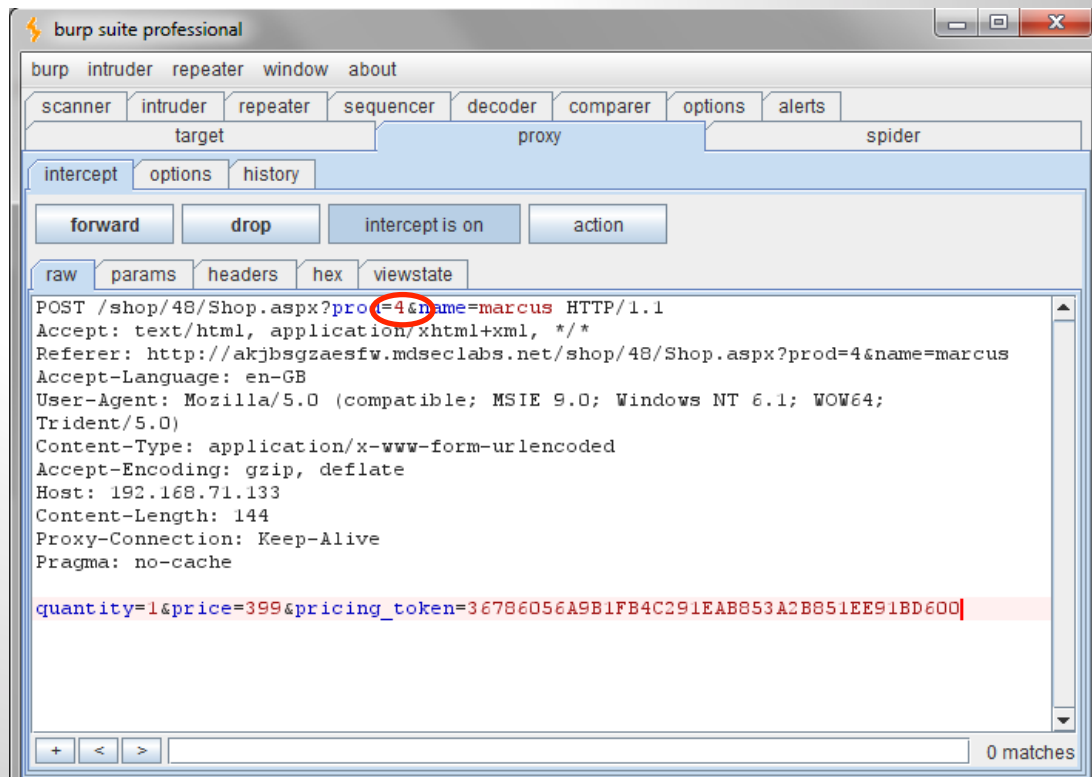 burp suite professional
burp intruder repeater window about
scanner intruder repeater sequencer decoder comparer options alerts
target proxy spider
intercept options history
forward drop intercept is on action
raw params headers hex viewstate
POST /shop/48/Shop.aspx?prod=4&name=marcus HTTP/1.1
Accept: text/html, application/xhtml+xml, */*
Referer: http://akjbsgzaesfw.mdseclabs.net/shop/48/Shop.aspx?prod=4&name=marcus
Accept-Language: en-GB
User-Agent: Mozilla/5.0 (compatible; MSIE 9.0; Windows NT 6.1; WOW64;
Trident/5.0)
Content-Type: application/x-www-form-urlencoded
Accept-Encoding: gzip, deflate
Host: 192.168.71.133
Content-Length: 144
Proxy-Connection: Keep-Alive
Pragma: no-cache
quantity=1&price=399&pricing_token=36786056A9B1FB4C291EAB853A2B851EE91BD600
+ < > 0 matches